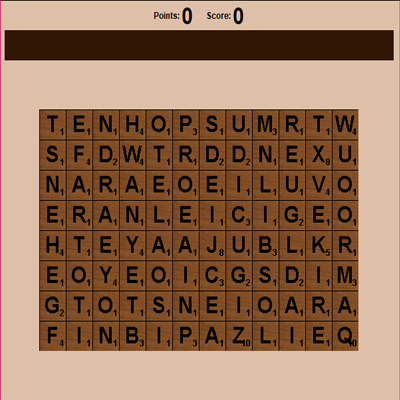 Points: 0 Score: 0
T1 E1 N1 H4 O1 P3 S1 U1 M3 R1 T1 W4
S1 F4 D2 W4 T1 R1 D2 D2 N1 E1 X8 U1
N1 A1 R1 A1 E1 O1 E1 I1 L1 U1 V4 O1
E1 R1 A1 N1 L1 E1 I1 C3 I1 G2 E1 O1
H4 T1 E1 Y4 A1 A1 J8 U1 B3 L1 K5 R1
E1 O1 Y4 E1 O1 I1 C3 G2 S1 D2 I1 M3
G2 T1 O1 T1 S1 N1 E1 I1 O1 A1 R1 A1
F4 I1 N1 B3 I1 P3 A1 Z10 L1 I1 E1 Q10